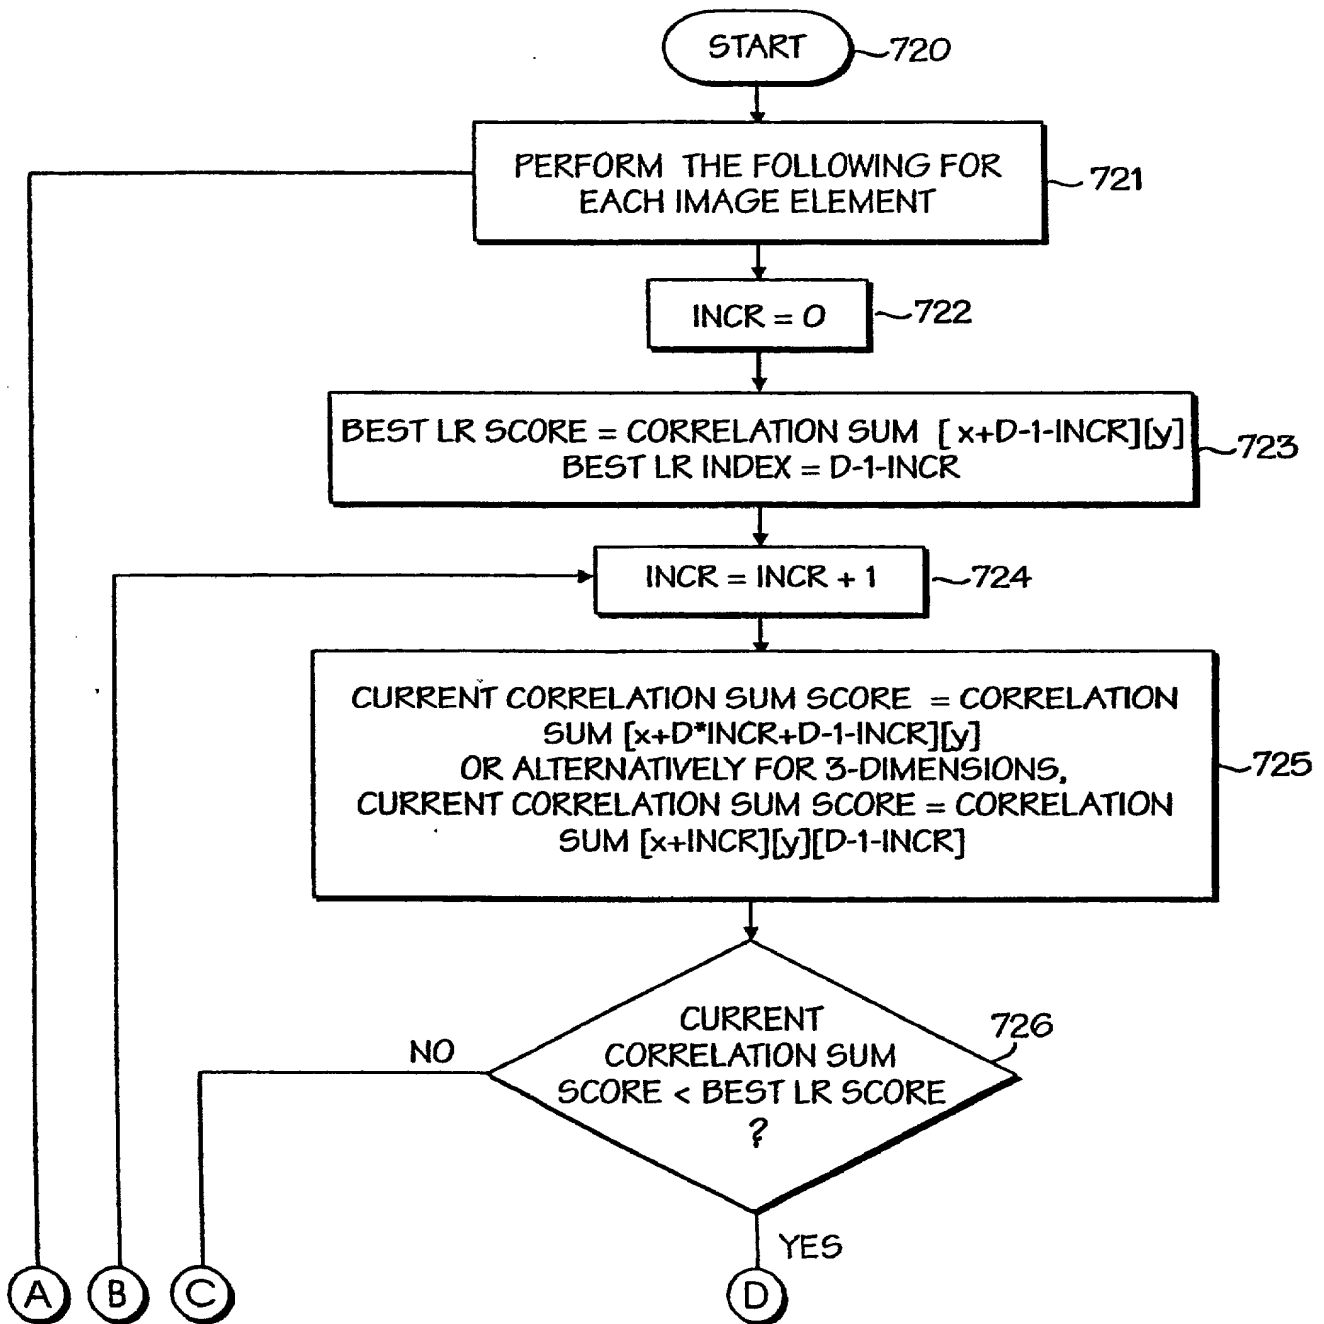 START
720
PERFORM THE FOLLOWING FOR
EACH IMAGE ELEMENT
721
INCR = 0
722
BEST LR SCORE = CORRELATION SUM [x+D-1-INCR][y]
BEST LR INDEX = D-1-INCR
723
INCR = INCR + 1
724
CURRENT CORRELATION SUM SCORE = CORRELATION
SUM [x+D*INCR+D-1-INCR][y]
OR ALTERNATIVELY FOR 3-DIMENSIONS,
CURRENT CORRELATION SUM SCORE = CORRELATION
SUM [x+INCR][y][D-1-INCR]
725
CURRENT
CORRELATION SUM
SCORE < BEST LR SCORE
?
726
NO
YES
A
B
C
D